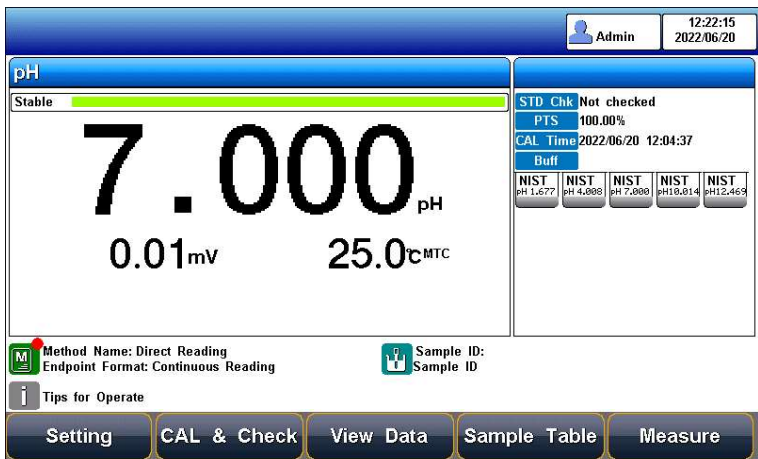 Admin
12:22:15
2022/06/20
pH
Stable
7.000 pH
0.01 mV
25.0 ℃ MTC
STD Chk Not checked
PTS 100.00%
CAL Time 2022/06/20 12:04:37
Buff
NIST NIST NIST NIST NIST
pH 1.677 pH 4.008 pH 7.000 pH10.014 pH12.469
M
Method Name: Direct Reading
Endpoint Format: Continuous Reading
Sample ID:
Sample ID
i Tips for Operate
Setting CAL & Check View Data Sample Table Measure